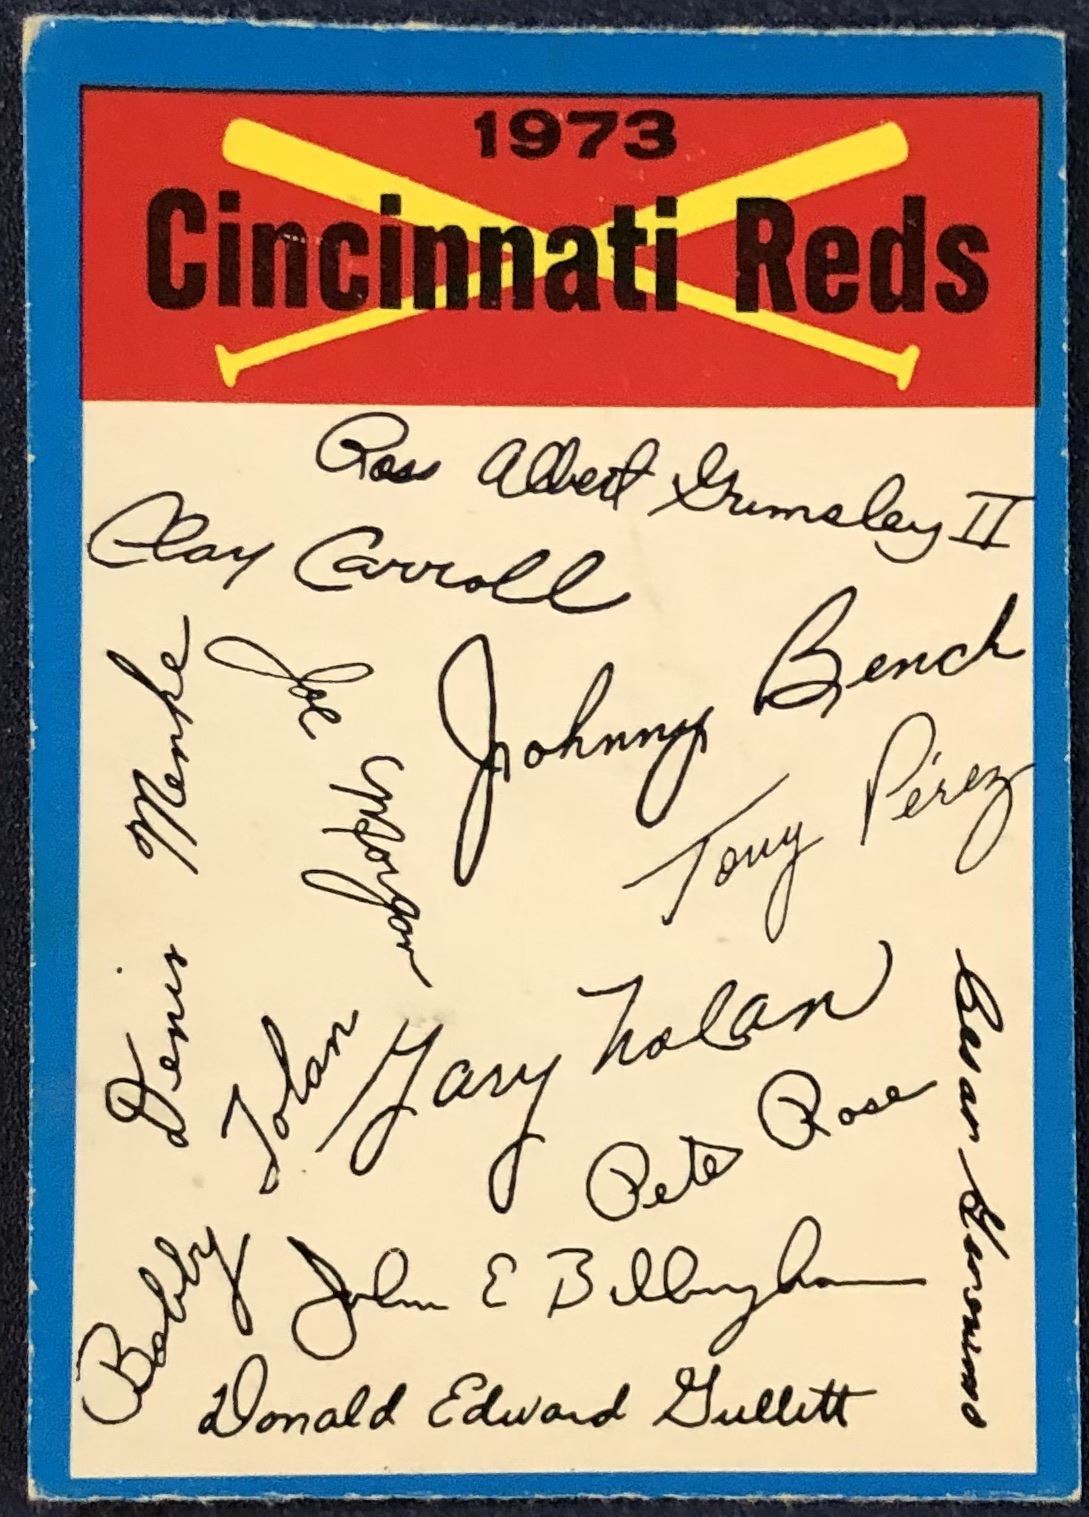 1973
Cincinnati Reds
Ross Albert Grimsley II
Clay Carroll
Johnny Bench
Denis Menke
Joe Morgan
Tony Pérez
Gary Nolan
Bobby Tolan
Pete Rose
Cesar Geronimo
John E Billingham
Donald Edward Gullett